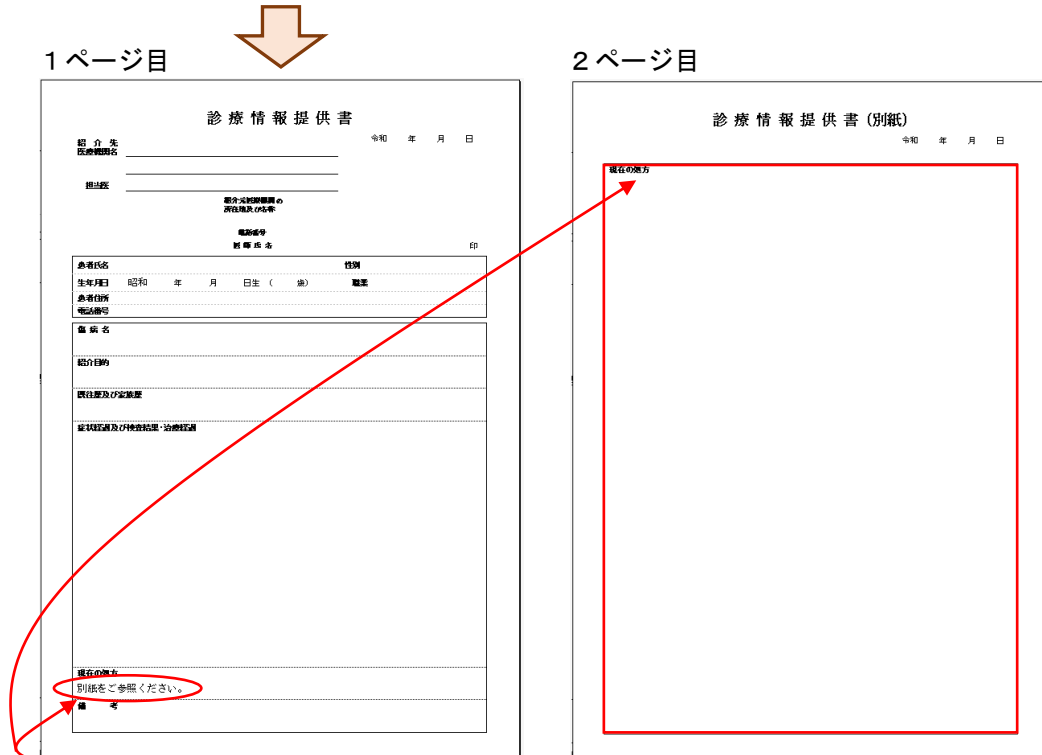 1ページ目
診 療 情 報 提 供 書
令和 年 月 日
紹 介 先
医療機関名
担当医
紹介元医療機関の
所在地及び名称
電話番号
医 師 氏 名 印
患者氏名 性別
生年月日 昭和 年 月 日生 ( 歳) 職業
患者住所
電話番号
傷 病 名
紹介目的
既往歴及び家族歴
症状経過及び検査結果・治療経過
現在の処方
別紙をご参照ください。
備 考
2ページ目
診 療 情 報 提 供 書 (別紙)
令和 年 月 日
現在の処方